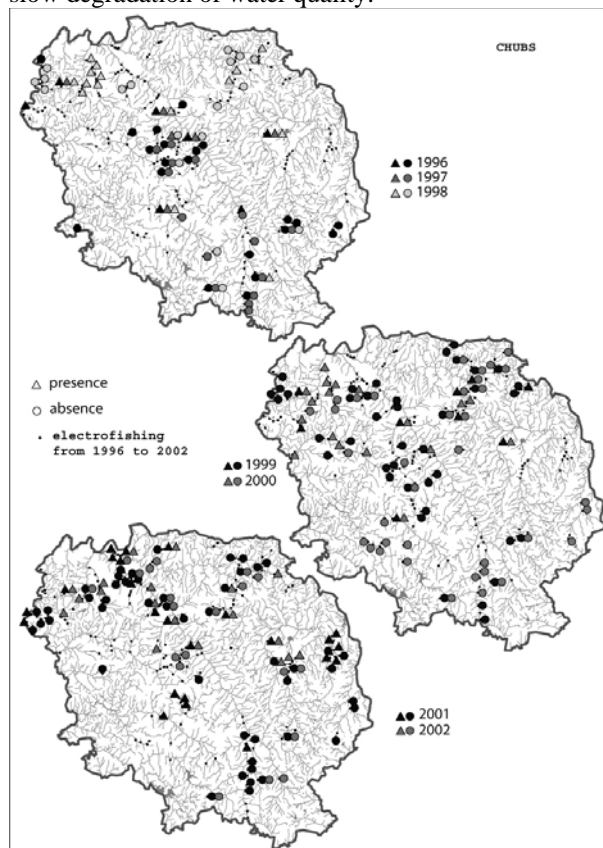 slow degradation of water quality.
CHUBS
1996
1997
1998
presence
absence
electrofishing
from 1996 to 2002
1999
2000
2001
2002